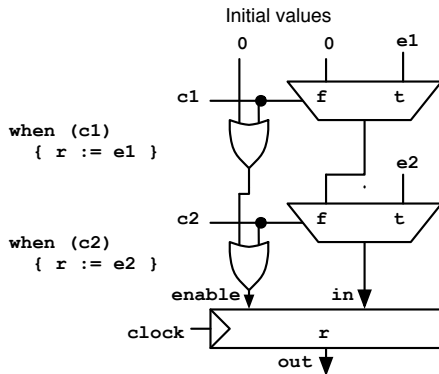 Initial values
0 0 e1
c1 f t
when (c1)
{ r := e1 }
e2
c2 f t
when (c2)
{ r := e2 }
enable in
clock r
out